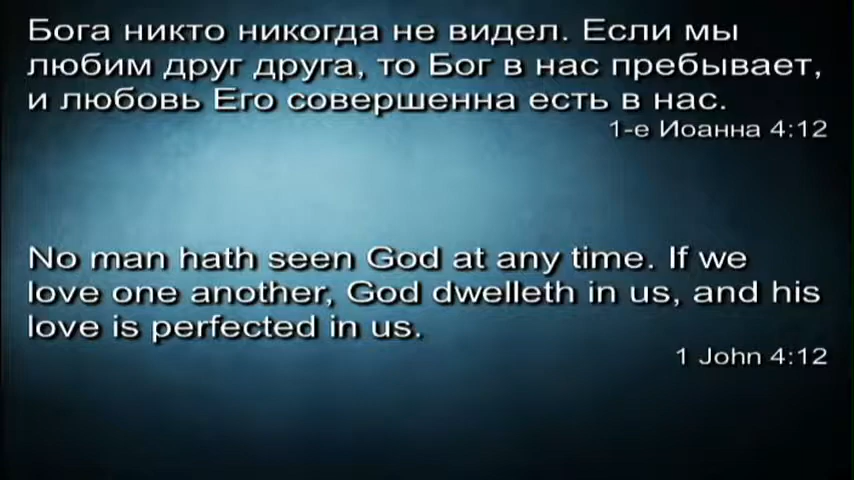 Бога никто никогда не видел. Если мы
любим друг друга, то Бог в нас пребывает,
и любовь Его совершенна есть в нас.
1-е Иоанна 4:12
No man hath seen God at any time. If we
love one another, God dwelleth in us, and his
love is perfected in us.
1 John 4:12